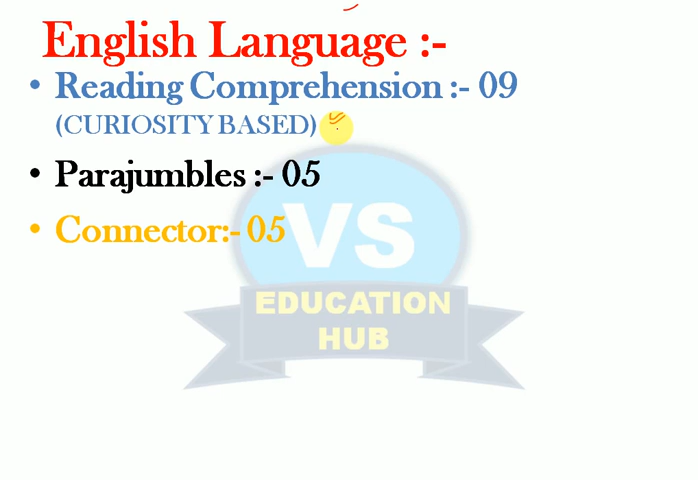 English Language :-
• Reading Comprehension :- 09
(CURIOSITY BASED)
• Parajumbles :- 05
• Connector:- 05
VS
EDUCATION
HUB